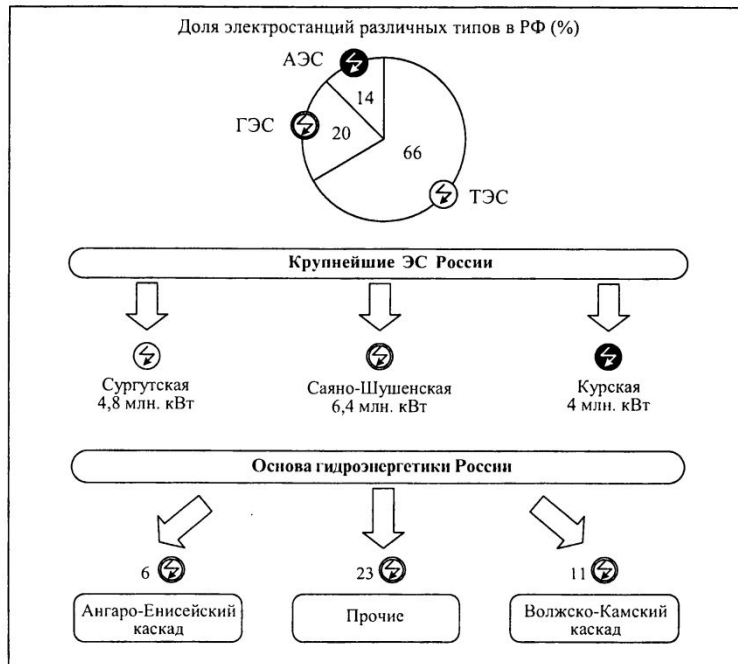 Доля электростанций различных типов в РФ (%)
АЭС
14
ГЭС
20
66
ТЭС
Крупнейшие ЭС России
Сургутская
4,8 млн. кВт
Саяно-Шушенская
6,4 млн. кВт
Курская
4 млн. кВт
Основа гидроэнергетики России
6
23
11
Ангаро-Енисейский
каскад
Прочие
Волжско-Камский
каскад